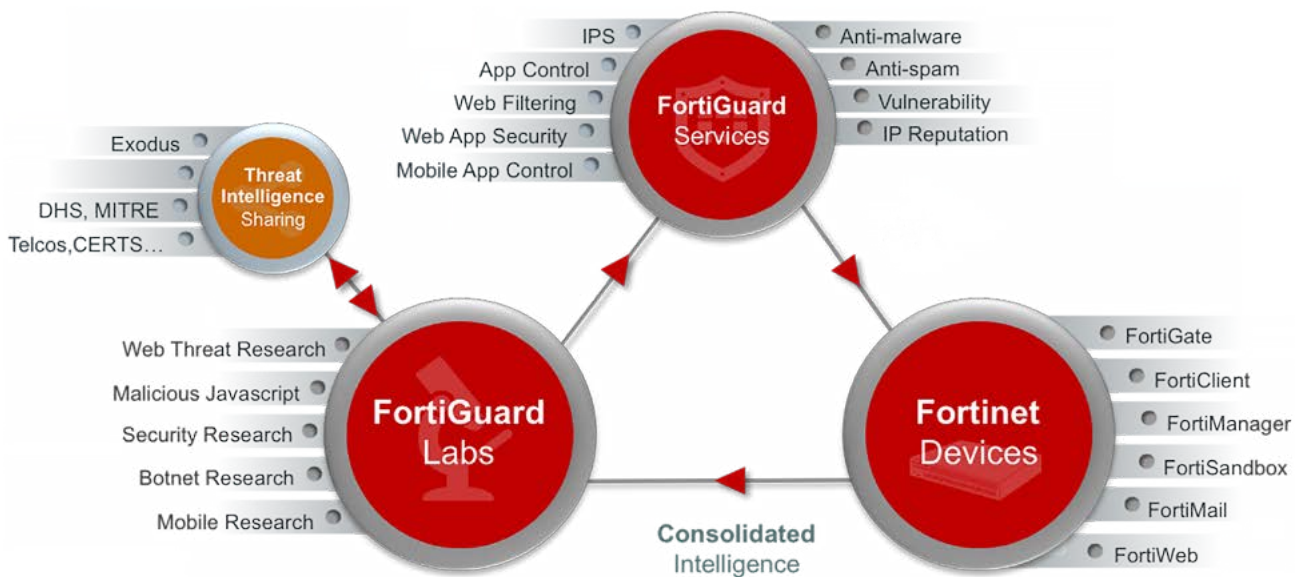 IPS
App Control
Web Filtering
Web App Security
Mobile App Control
FortiGuard
Services
Anti-malware
Anti-spam
Vulnerability
IP Reputation
Exodus
DHS, MITRE
Telcos,CERTS...
Threat
Intelligence
Sharing
Web Threat Research
Malicious Javascript
Security Research
Botnet Research
Mobile Research
FortiGuard
Labs
Fortinet
Devices
FortiGate
FortiClient
FortiManager
FortiSandbox
FortiMail
FortiWeb
Consolidated
Intelligence